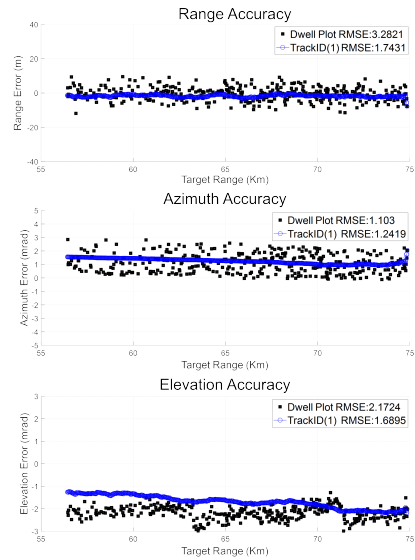 Range Accuracy
Range Error (m)
40
20
0
-20
-40
Dwell Plot RMSE:3.2821
TrackID(1) RMSE:1.7431
55
60
65
70
75
Target Range (Km)
Azimuth Accuracy
Azimuth Error (mrad)
5
4
3
2
1
0
-1
-2
-3
-4
-5
Dwell Plot RMSE:1.103
TrackID(1) RMSE:1.2419
55
60
65
70
75
Target Range (Km)
Elevation Accuracy
Elevation Error (mrad)
3
2
1
0
-1
-2
-3
Dwell Plot RMSE:2.1724
TrackID(1) RMSE:1.6895
55
60
65
70
75
Target Range (Km)